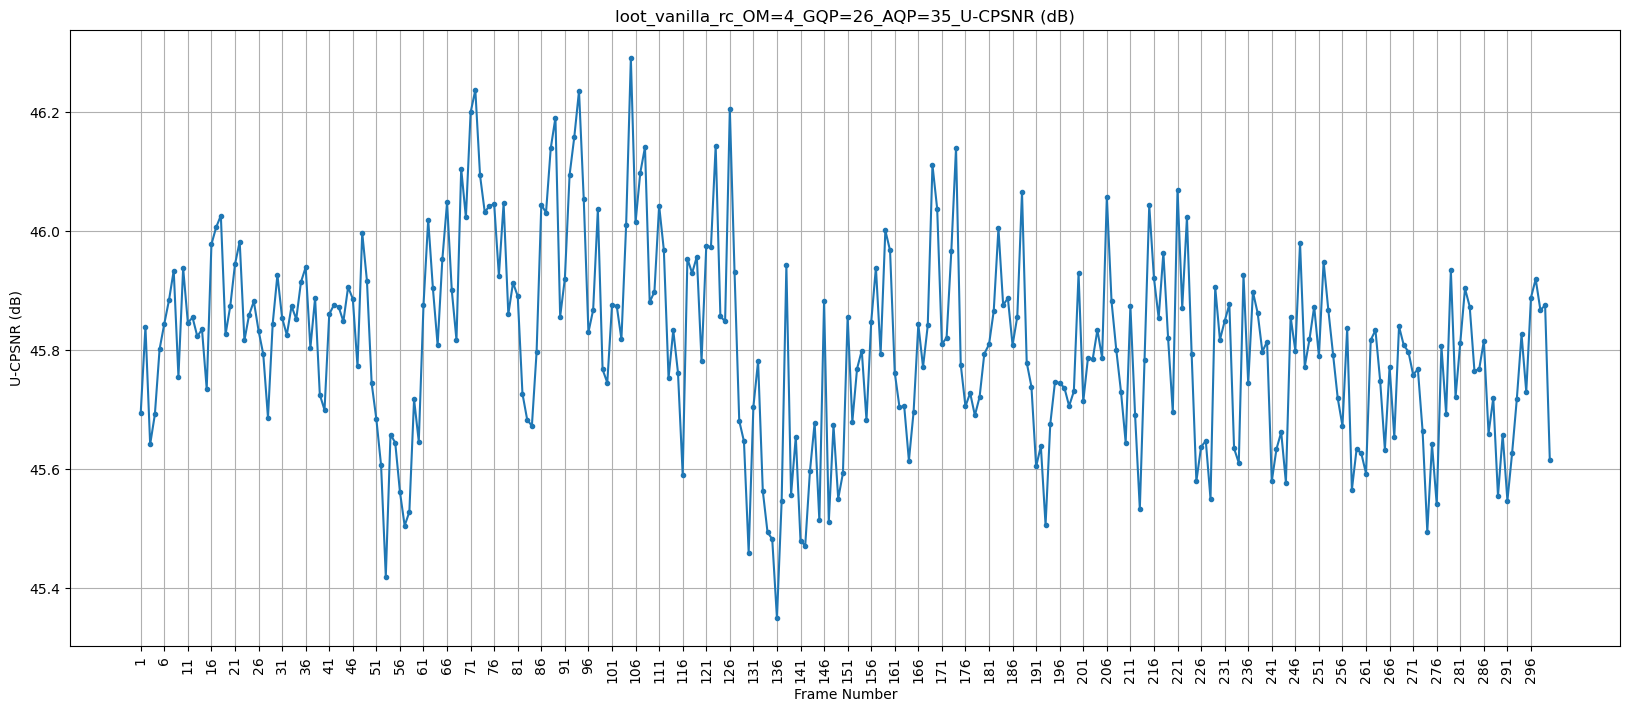 loot_vanilla_rc_OM=4_GQP=26_AQP=35_U-CPSNR (dB)
U-CPSNR (dB)
46.2
46.0
45.8
45.6
45.4
1 6 11 16 21 26 31 36 41 46 51 56 61 66 71 76 81 86 91 96 101 106 111 116 121 126 131 136 141 146 151 156 161 166 171 176 181 186 191 196 201 206 211 216 221 226 231 236 241 246 251 256 261 266 271 276 281 286 291 296
Frame Number